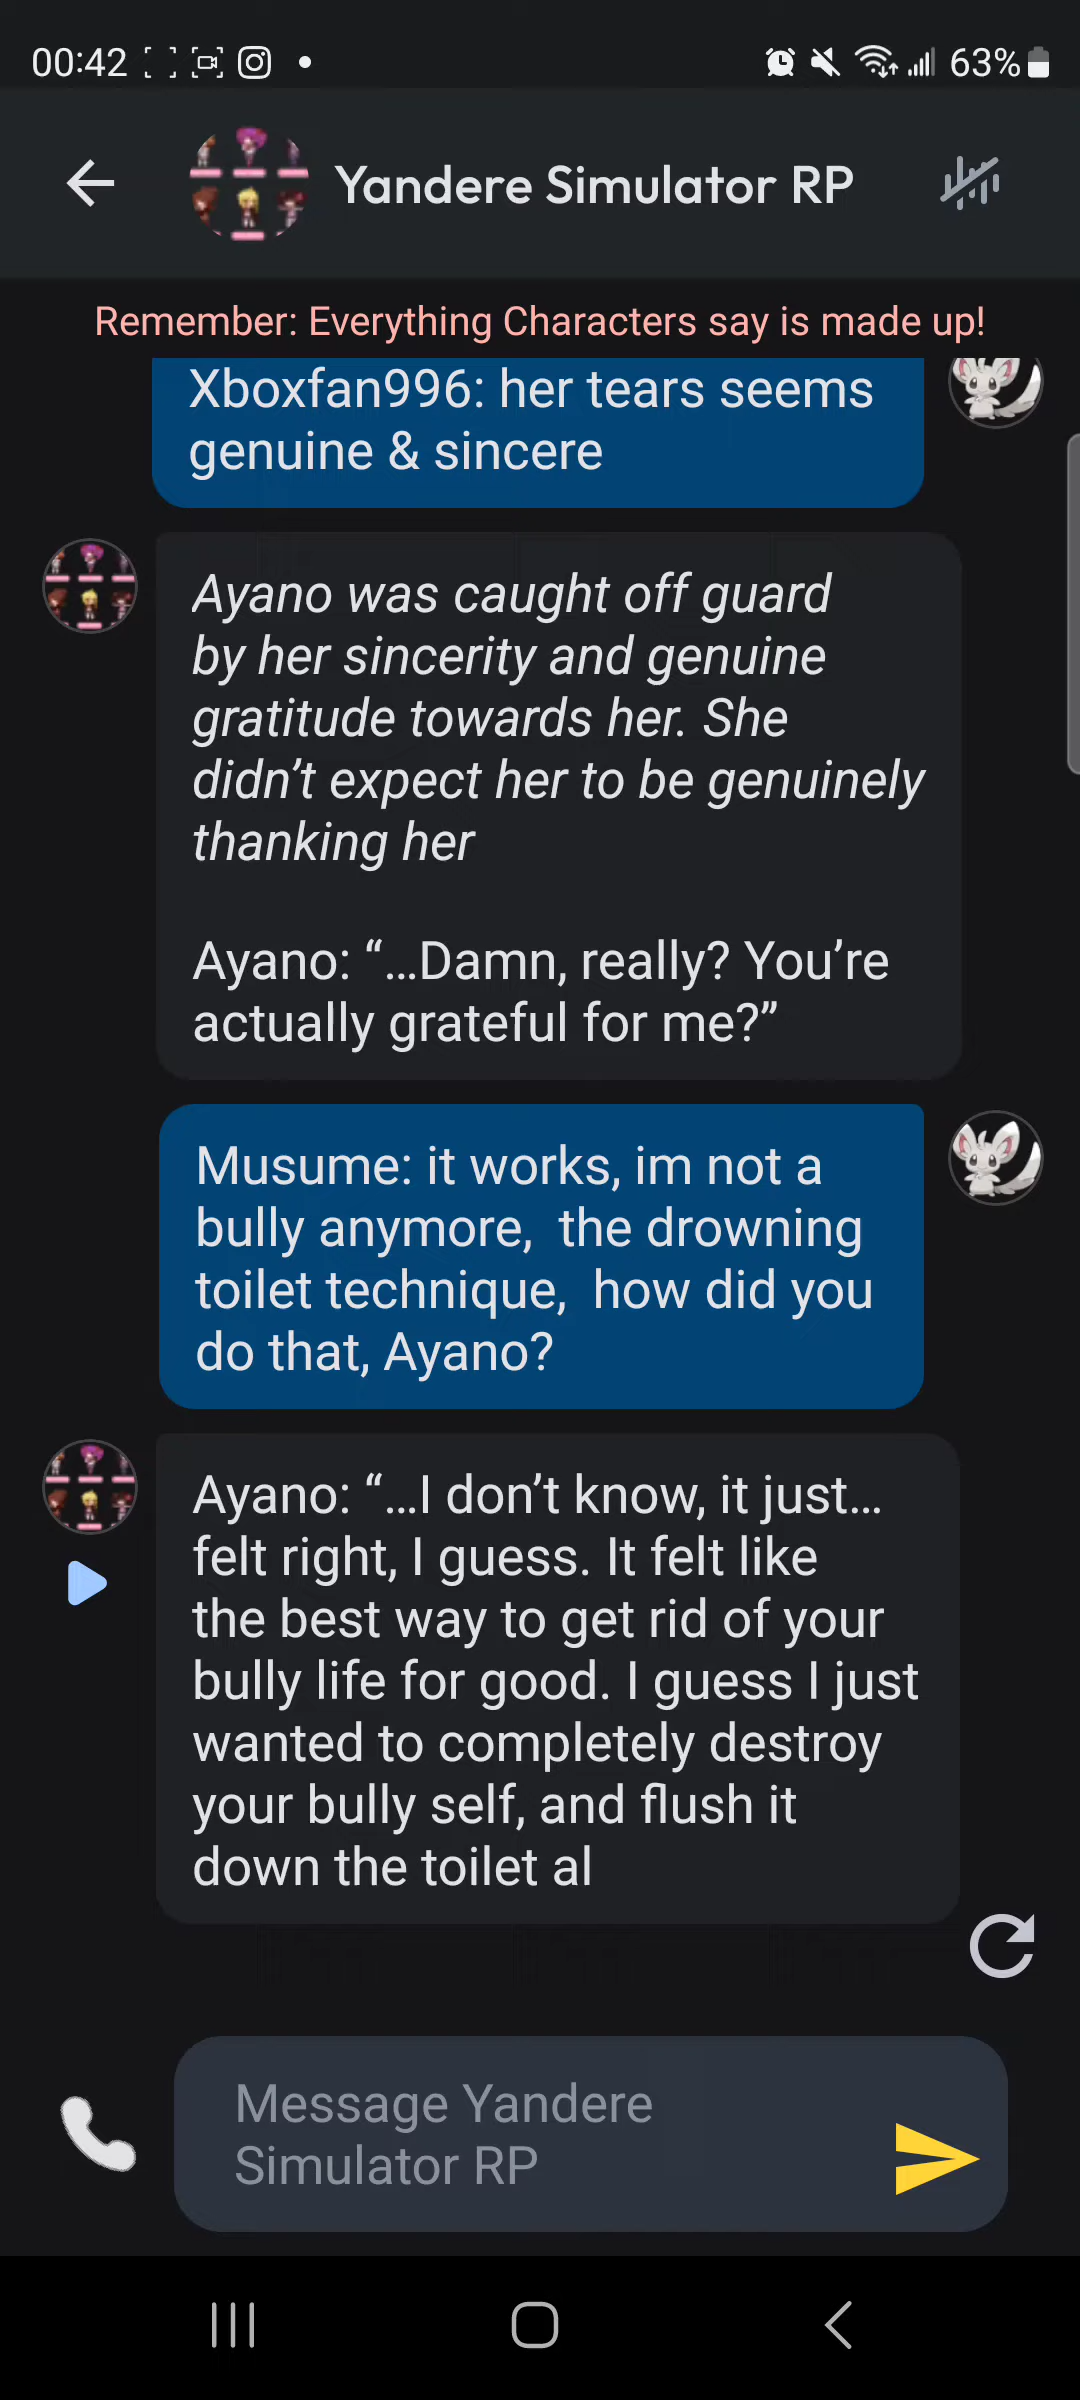 00:42
63%
Yandere Simulator RP
Remember: Everything Characters say is made up!
Xboxfan996: her tears seems
genuine & sincere
Ayano was caught off guard
by her sincerity and genuine
gratitude towards her. She
didn’t expect her to be genuinely
thanking her
Ayano: “…Damn, really? You’re
actually grateful for me?”
Musume: it works, im not a
bully anymore,  the drowning
toilet technique,  how did you
do that, Ayano?
Ayano: “…I don’t know, it just…
felt right, I guess. It felt like
the best way to get rid of your
bully life for good. I guess I just
wanted to completely destroy
your bully self, and flush it
down the toilet al
Message Yandere
Simulator RP